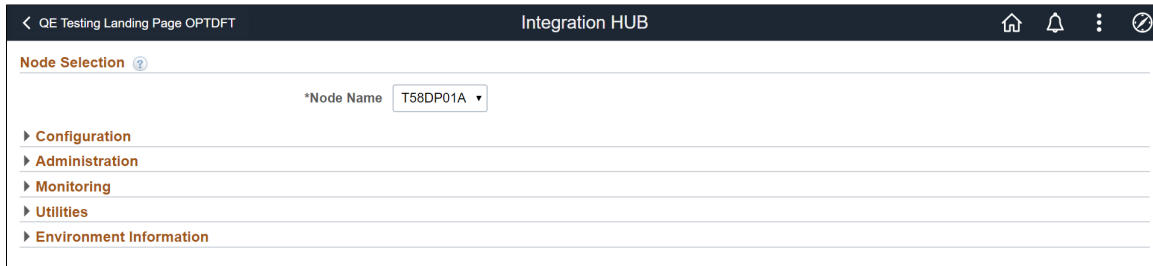 QE Testing Landing Page OPTDFT
Integration HUB
Node Selection ?
*Node Name T58DP01A
Configuration
Administration
Monitoring
Utilities
Environment Information